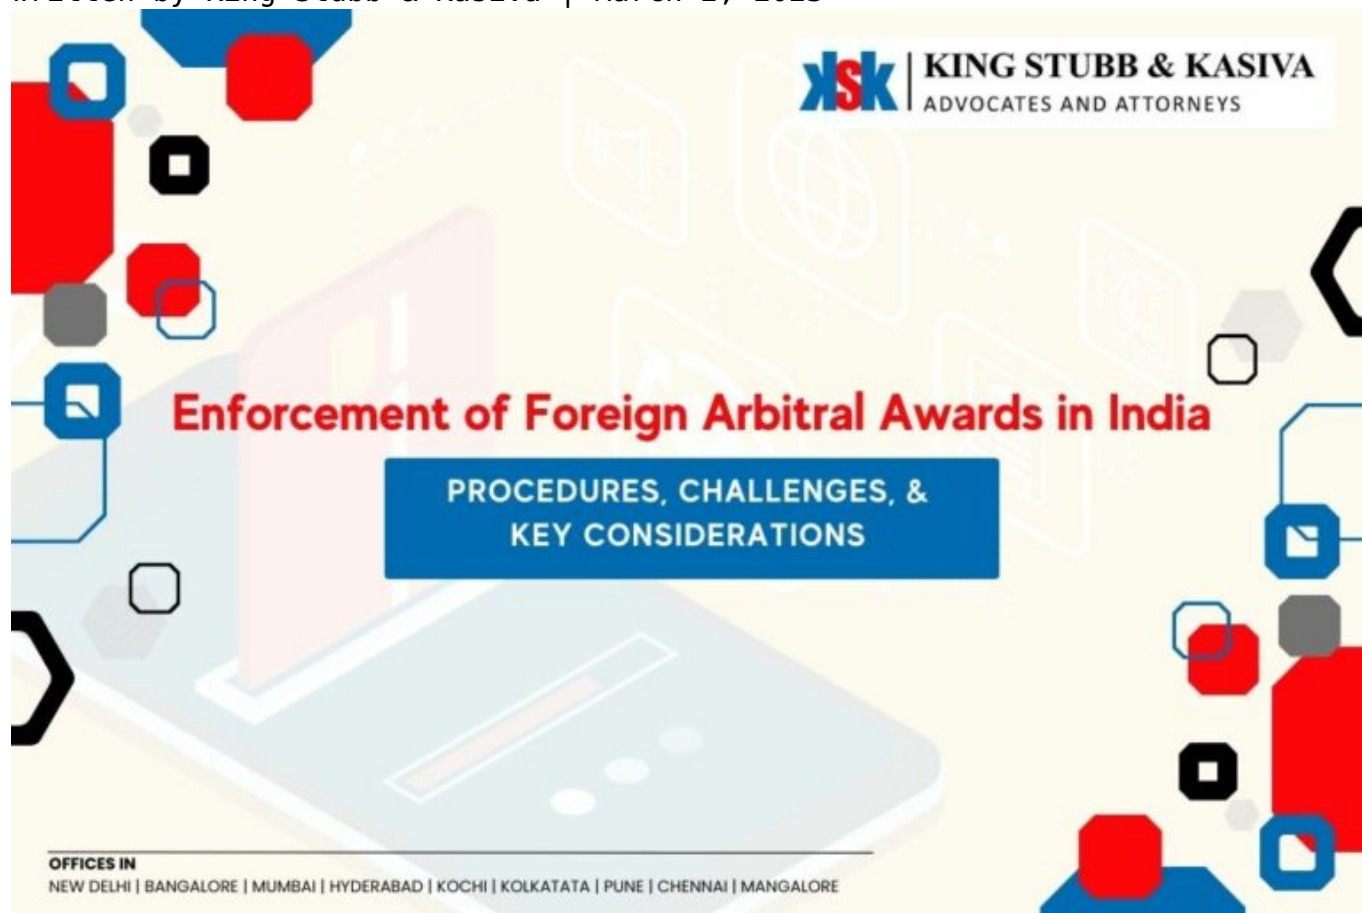 KSK
KING STUBB & KASIVA
ADVOCATES AND ATTORNEYS
Enforcement of Foreign Arbitral Awards in India
PROCEDURES, CHALLENGES, &
KEY CONSIDERATIONS
OFFICES IN
NEW DELHI | BANGALORE | MUMBAI | HYDERABAD | KOCHI | KOLKATATA | PUNE | CHENNAI | MANGALORE